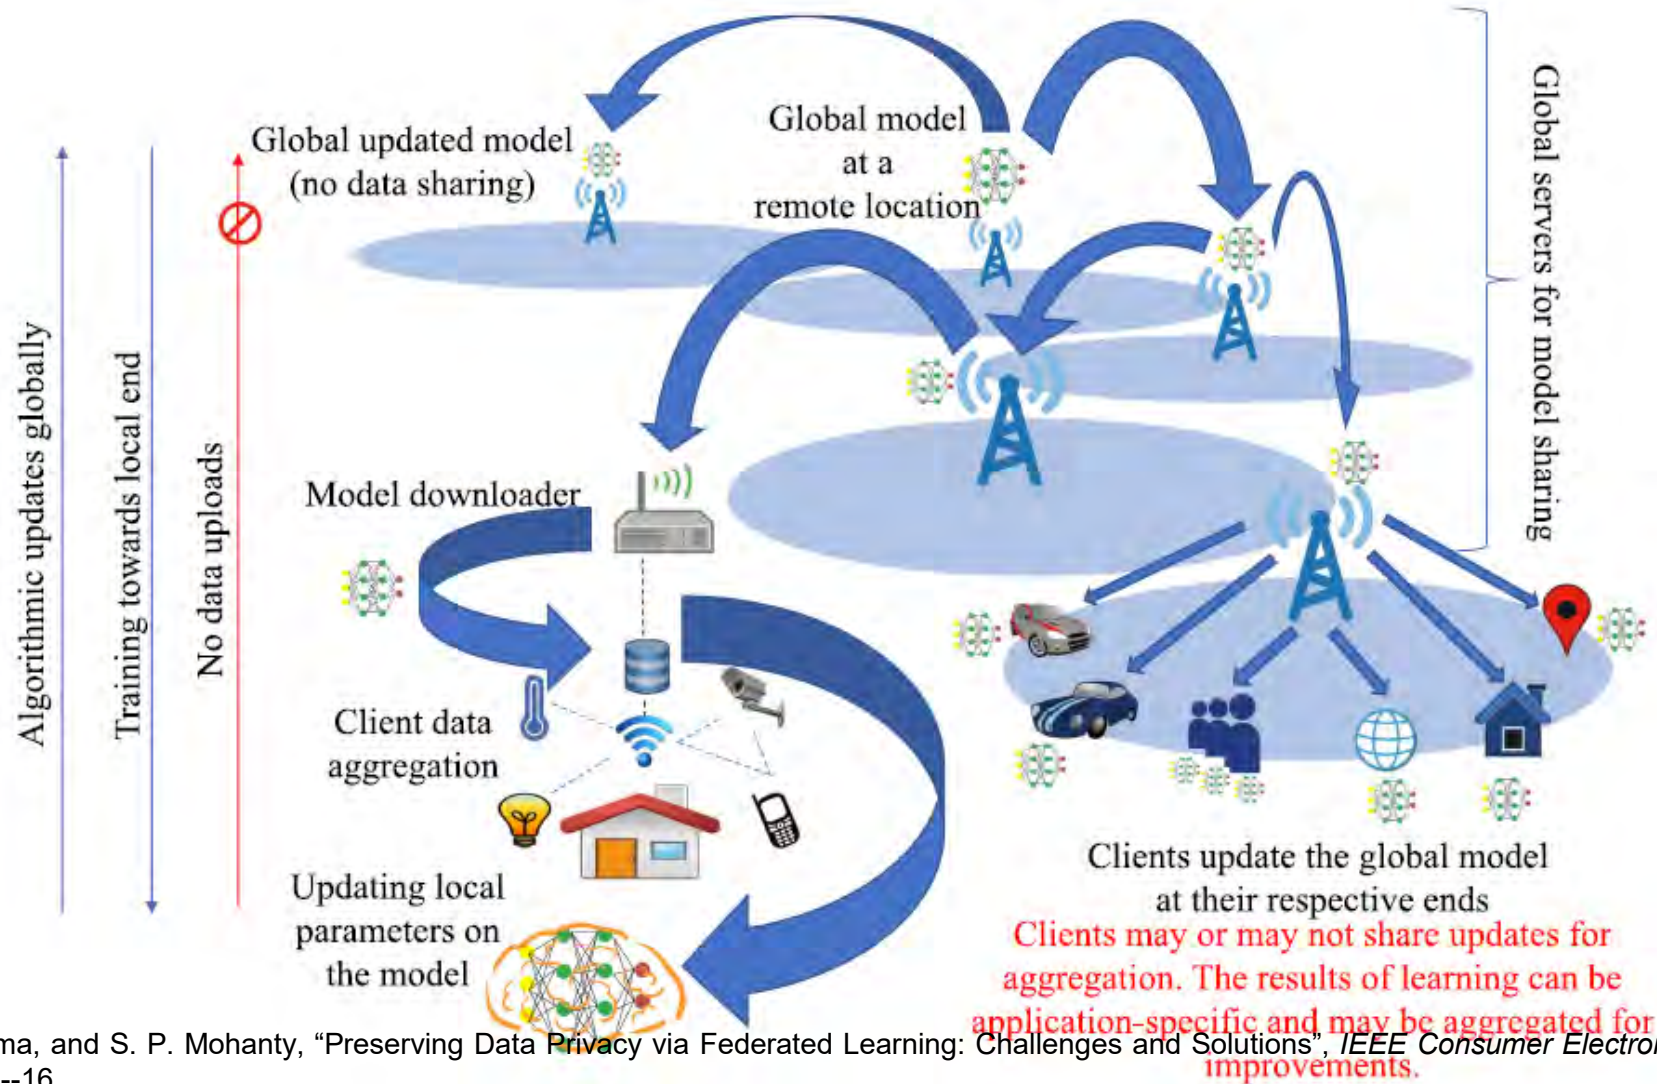 Global updated model
(no data sharing)
Global model
at a
remote location
Global servers for model sharing
Algorithmic updates globally
Training towards local end
No data uploads
Model downloader
Client data
aggregation
Updating local
parameters on
the model
Clients update the global model
at their respective ends
Clients may or may not share updates for
aggregation. The results of learning can be
application-specific and may be aggregated for
improvements.
ma, and S. P. Mohanty, “Preserving Data Privacy via Federated Learning: Challenges and Solutions”, IEEE Consumer Electron
--16